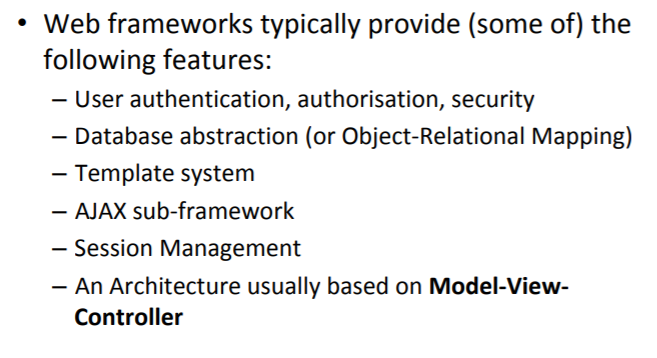 • Web frameworks typically provide (some of) the
following features:
– User authentication, authorisation, security
– Database abstraction (or Object-Relational Mapping)
– Template system
– AJAX sub-framework
– Session Management
– An Architecture usually based on Model-View-
Controller